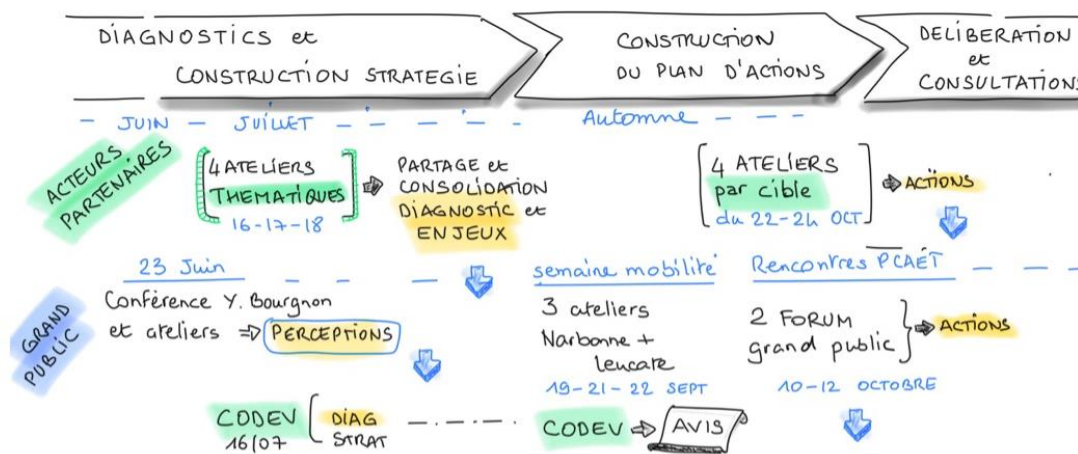 DIAGNOSTICS et
CONSTRUCTION STRATEGIE
CONSTRUCTION
DU PLAN D'ACTIONS
DELIBERATION
et
CONSULTATIONS
JUIN - JUILLET
Automne
ACTEURS
PARTENAIRES
4 ATELIERS
THEMATIQUES
16-17-18
PARTAGE et
CONSOLIDATION
DIAGNOSTIC et
ENJEUX
4 ATELIERS
par cible
du 22-24 OCT
ACTIONS
GRAND
PUBLIC
23 Juin
Conférence Y. Bourgnon
et ateliers ⇒ PERCEPTIONS
semaine mobilité
3 ateliers
Narbonne +
leucate
19-21-22 SEPT
Rencontres PCAET
2 FORUM
grand public
ACTIONS
10-12 OCTOBRE
CODEV
16/07
DIAG
STRAT
CODEV ⇒ AVIS